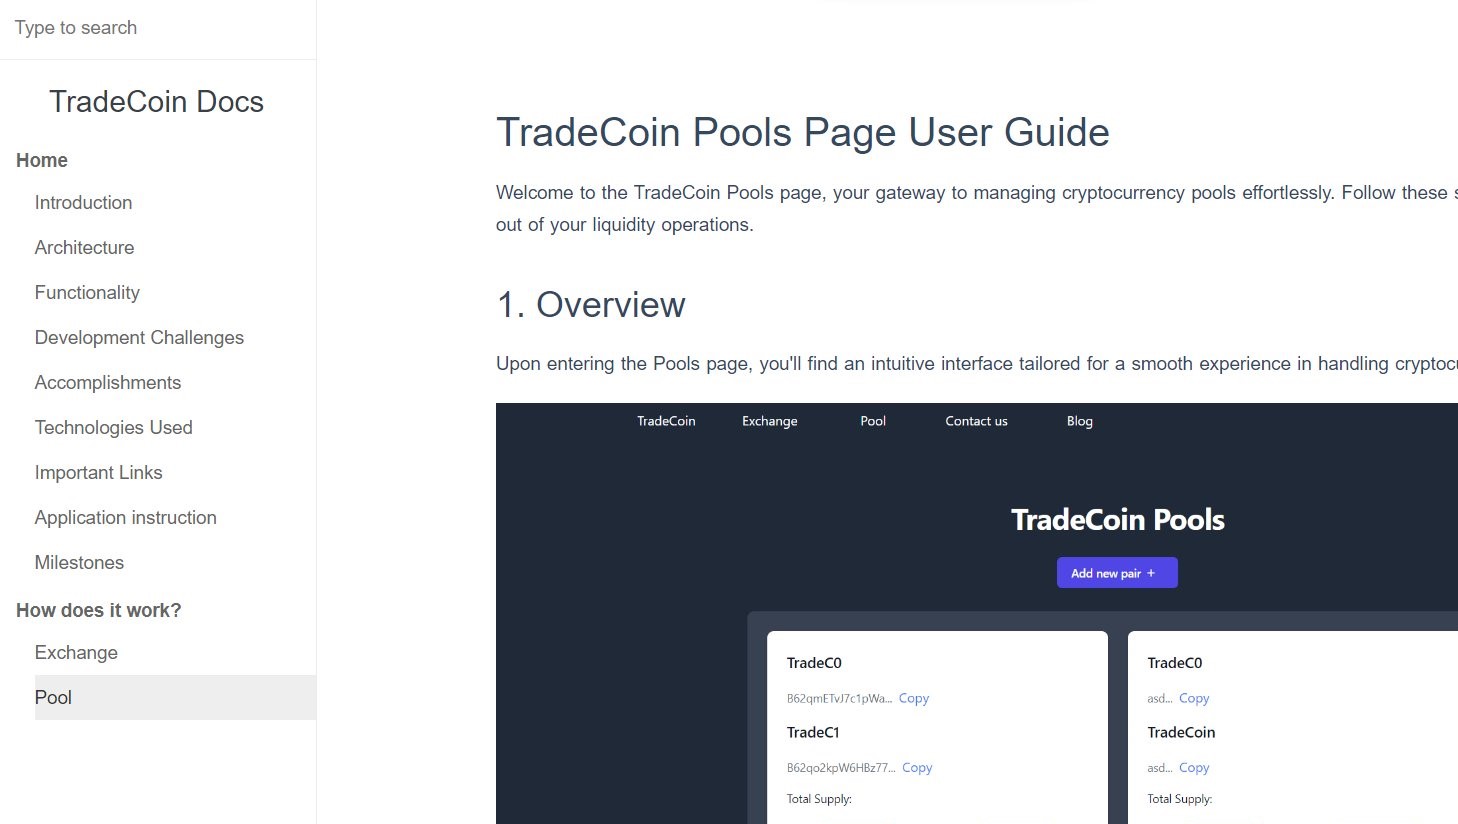 Type to search
TradeCoin Docs
Home
Introduction
Architecture
Functionality
Development Challenges
Accomplishments
Technologies Used
Important Links
Application instruction
Milestones
How does it work?
Exchange
Pool
TradeCoin Pools Page User Guide
Welcome to the TradeCoin Pools page, your gateway to managing cryptocurrency pools effortlessly. Follow these
out of your liquidity operations.
1. Overview
Upon entering the Pools page, you'll find an intuitive interface tailored for a smooth experience in handling
TradeCoin Exchange Pool Contact us Blog
TradeCoin Pools
Add new pair +
TradeC0
B62qmETvJ7c1pWa... Copy
TradeC1
B62qo2kpW6HBz77... Copy
Total Supply:
TradeC0
asd... Copy
TradeCoin
asd... Copy
Total Supply: